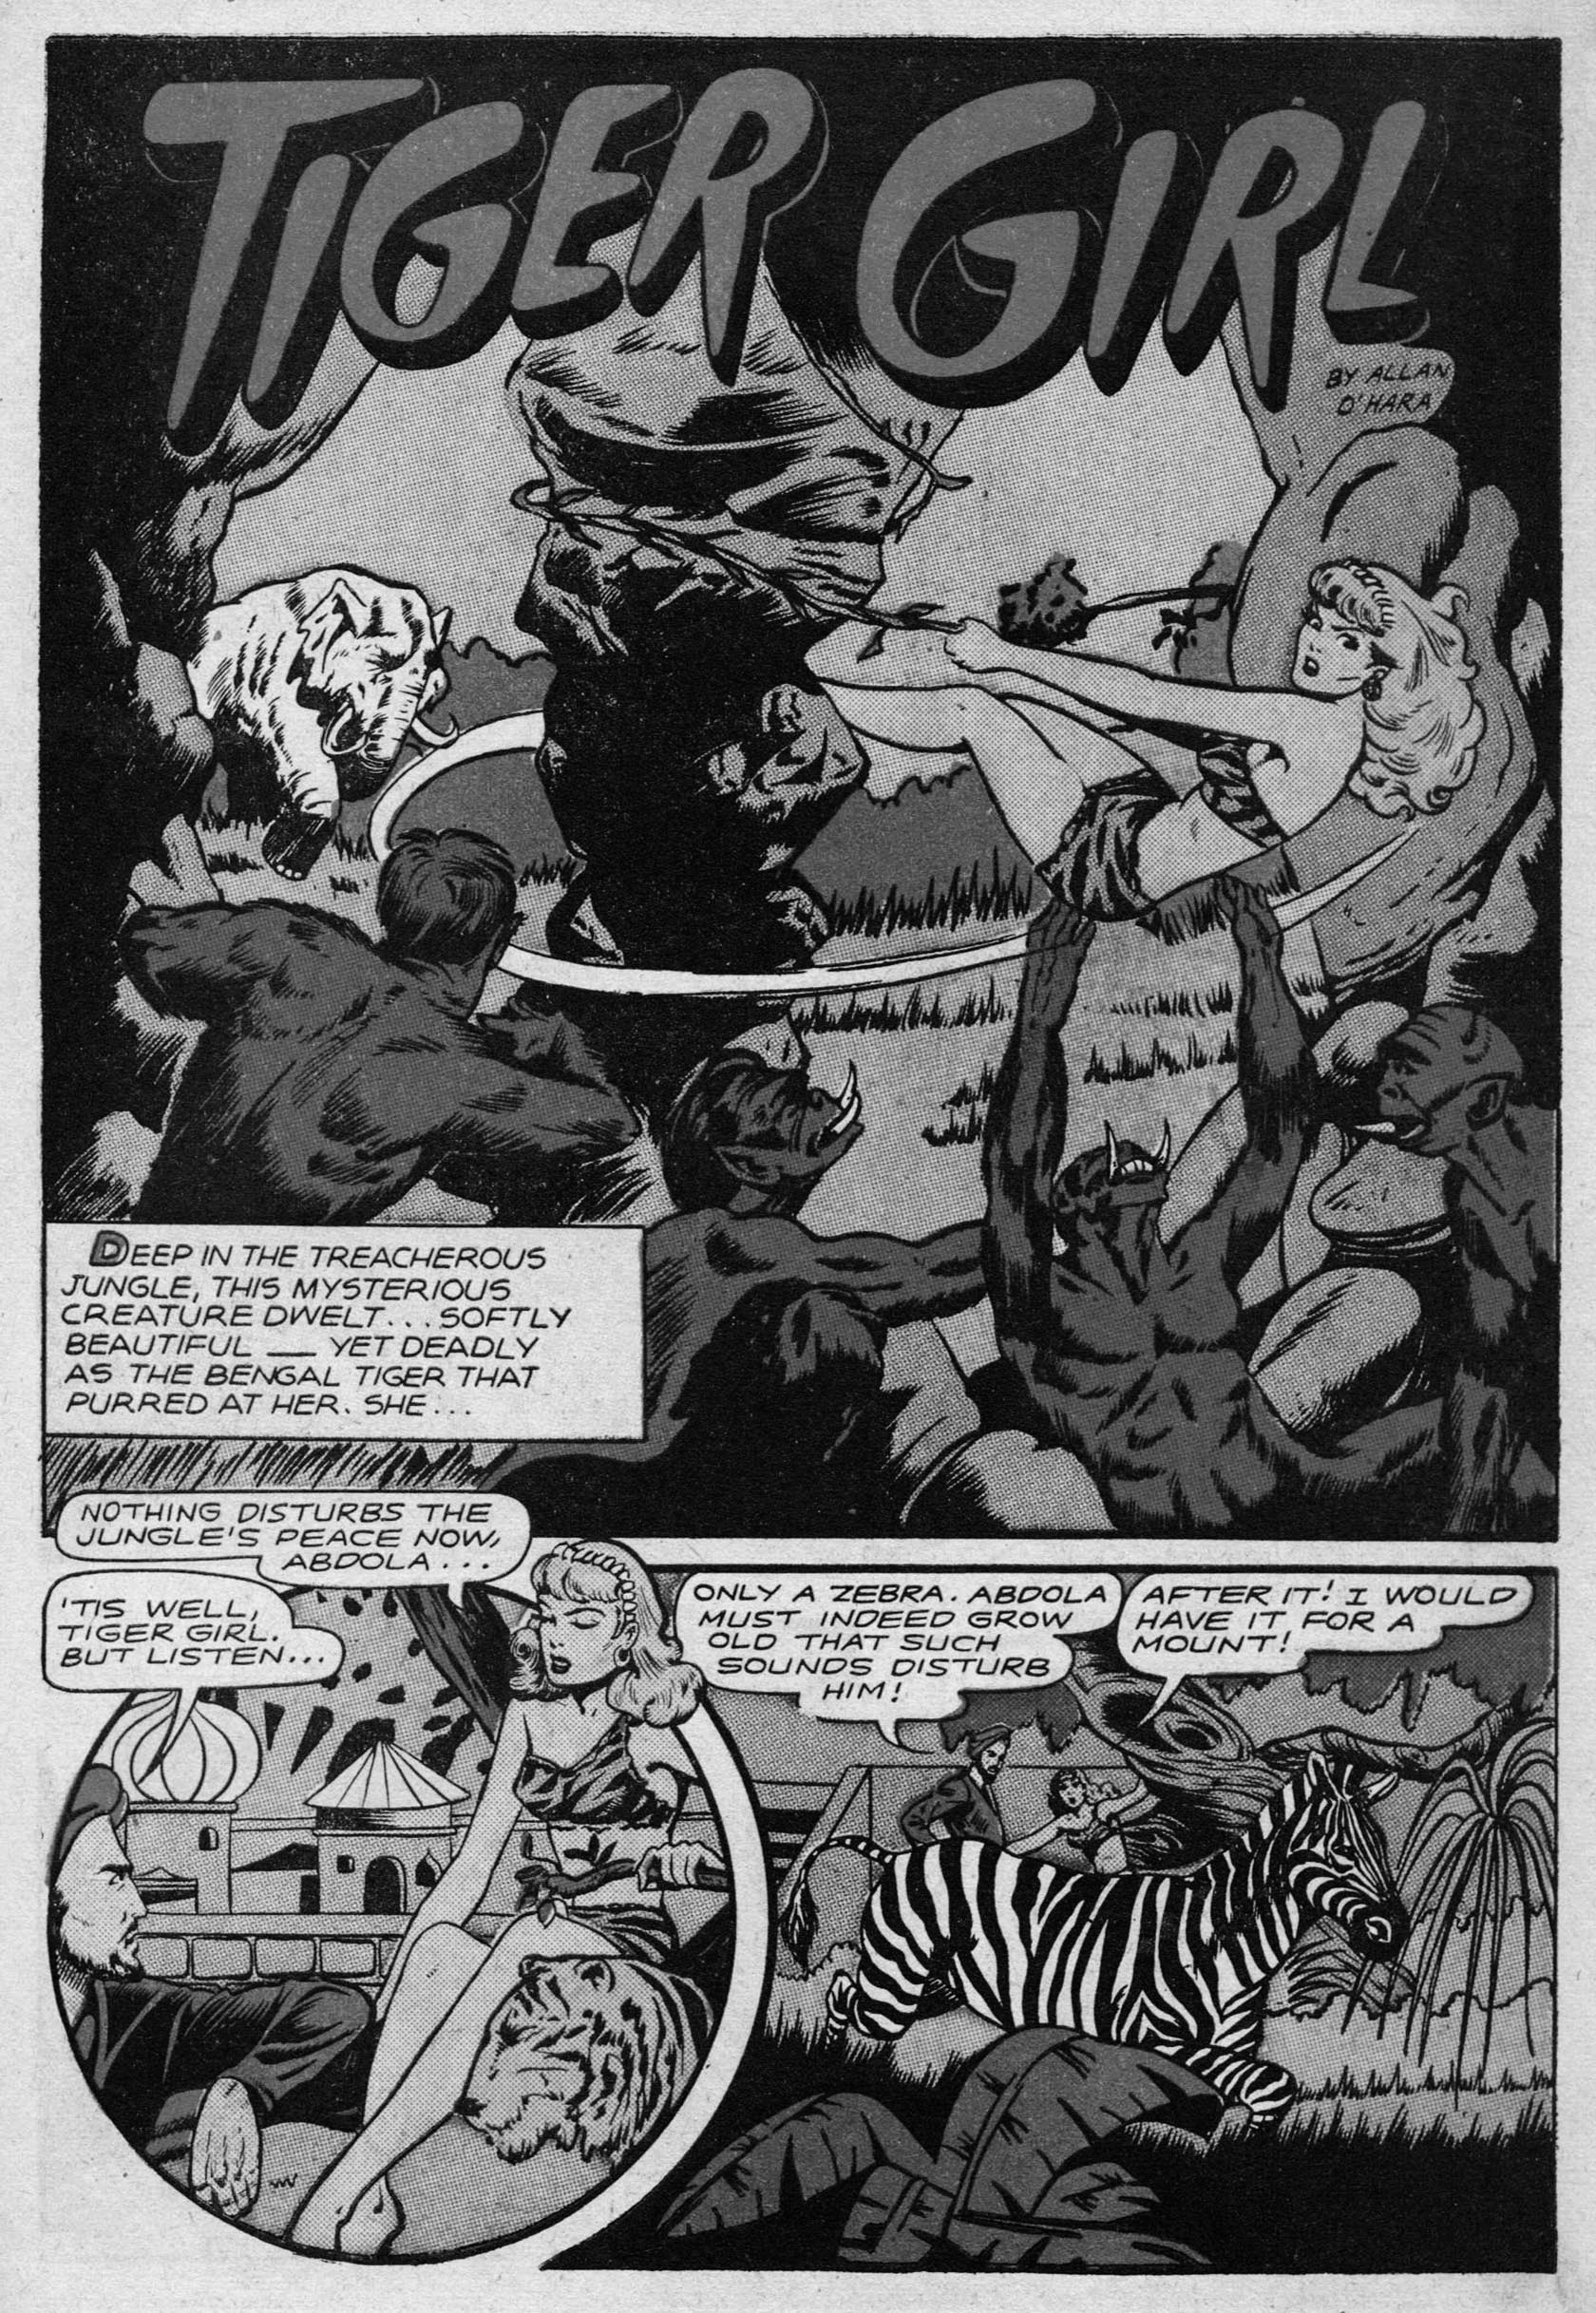 TIGER GIRL
BY ALLAN
O'HARA
DEEP IN THE TREACHEROUS
JUNGLE, THIS MYSTERIOUS
CREATURE DWELT... SOFTLY
BEAUTIFUL — YET DEADLY
AS THE BENGAL TIGER THAT
PURRED AT HER. SHE...
NOTHING DISTURBS THE
JUNGLE'S PEACE NOW,
ABDOLA...
'TIS WELL,
TIGER GIRL.
BUT LISTEN...
ONLY A ZEBRA. ABDOLA
MUST INDEED GROW
OLD THAT SUCH
SOUNDS DISTURB
HIM!
AFTER IT! I WOULD
HAVE IT FOR A
MOUNT!